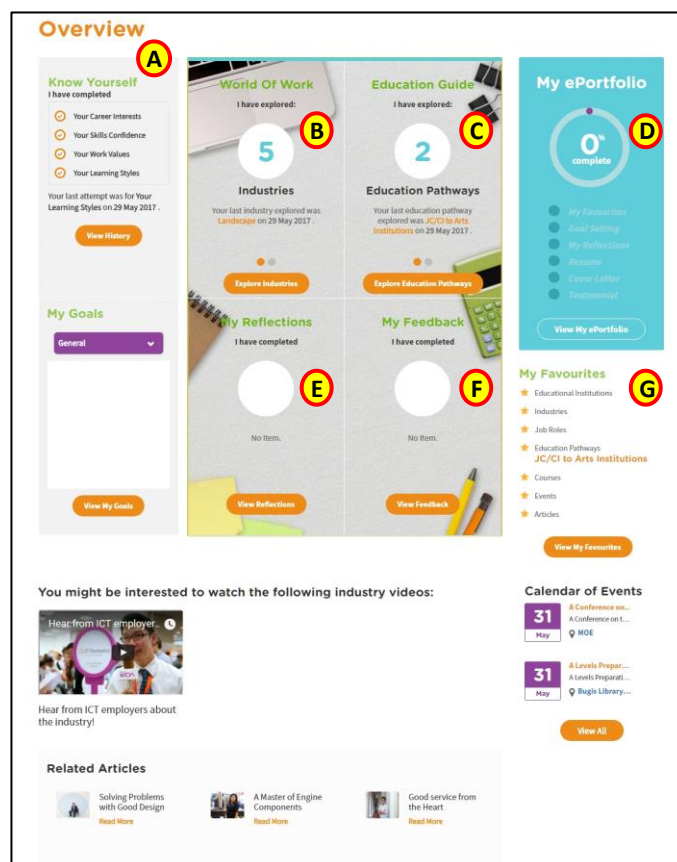 Overview
A
Know Yourself
I have completed
Your Career Interests
Your Skills Confidence
Your Work Values
Your Learning Styles
Your last attempt was for Your
Learning Styles on 29 May 2017 .
View History
World Of Work
I have explored:
B
5
Industries
Your last industry explored was
Landscape on 29 May 2017 .
Explore Industries
Education Guide
I have explored:
C
2
Education Pathways
Your last education pathway
explored was JC/CI to Arts
Institutions on 29 May 2017 .
Explore Education Pathways
My ePortfolio
D
0%
complete
My Favourites
Goal Setting
My Reflections
Resume
Cover Letter
Testimonial
View My ePortfolio
My Goals
General
View My Goals
My Reflections
I have completed
E
No Item.
View Reflections
My Feedback
I have completed
F
No Item.
View Feedback
My Favourites
G
Educational Institutions
Industries
Job Roles
Education Pathways
JC/CI to Arts Institutions
Courses
Events
Articles
View My Favourites
You might be interested to watch the following industry videos:
Hear from ICT employer...
Hear from ICT employers about
the industry!
Calendar of Events
31
May
A Conference on...
A Conference on t....
MOE
31
May
A Levels Prepar....
A Levels Preparati....
Bugis Library....
View All
Related Articles
Solving Problems
with Good Design
Read More
A Master of Engine
Components
Read More
Good service from
the Heart
Read More